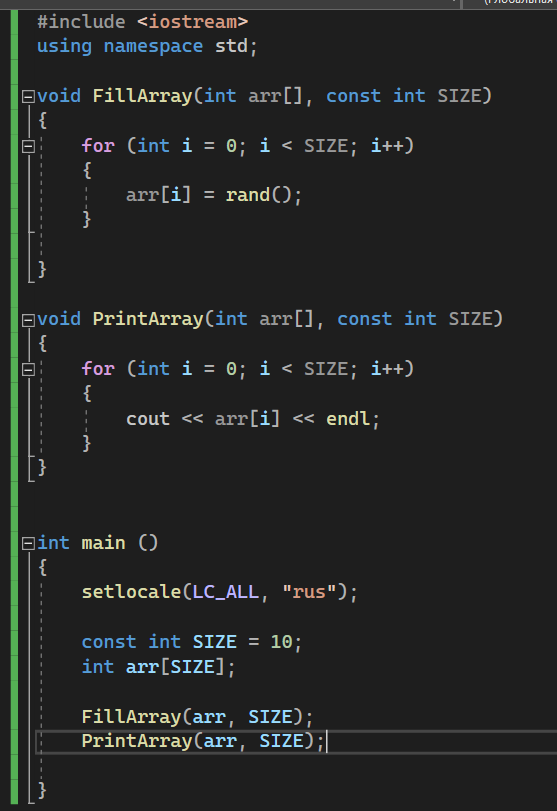 (Глобальная
#include <iostream>
using namespace std;
void FillArray(int arr[], const int SIZE)
{
for (int i = 0; i < SIZE; i++)
{
arr[i] = rand();
}
}
void PrintArray(int arr[], const int SIZE)
{
for (int i = 0; i < SIZE; i++)
{
cout << arr[i] << endl;
}
}
int main ()
{
setlocale(LC_ALL, "rus");
const int SIZE = 10;
int arr[SIZE];
FillArray(arr, SIZE);
PrintArray(arr, SIZE);
}